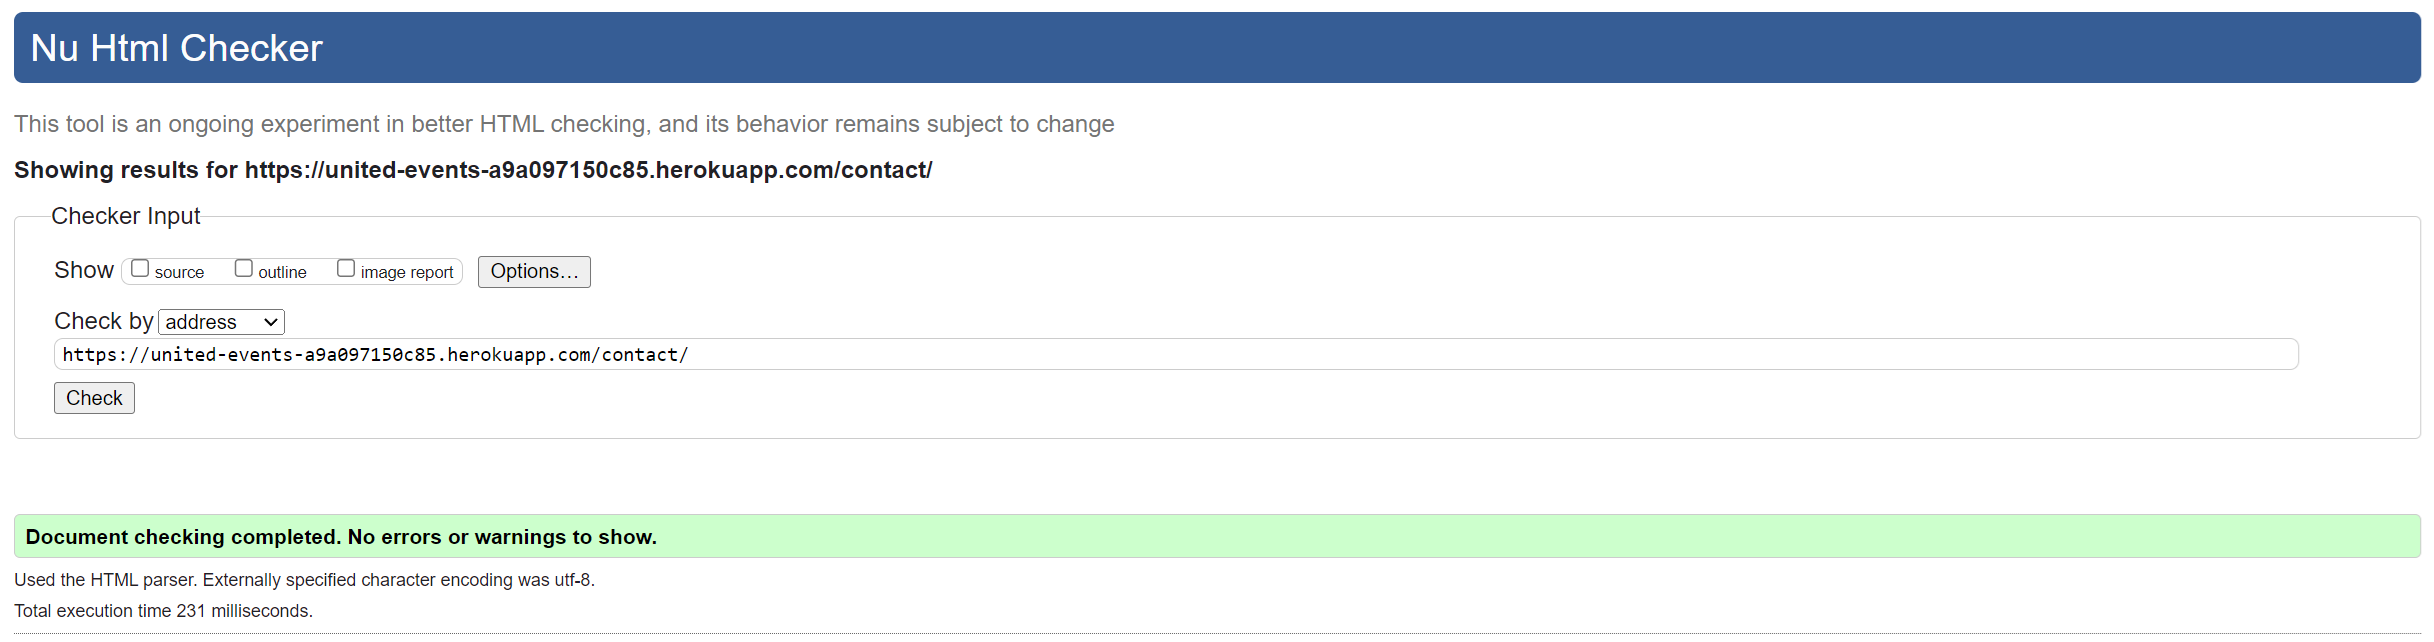 Nu Html Checker
This tool is an ongoing experiment in better HTML checking, and its behavior remains subject to change
Showing results for https://united-events-a9a097150c85.herokuapp.com/contact/
Checker Input
Show source outline image report Options…
Check by address
https://united-events-a9a097150c85.herokuapp.com/contact/
Check
Document checking completed. No errors or warnings to show.
Used the HTML parser. Externally specified character encoding was utf-8.
Total execution time 231 milliseconds.